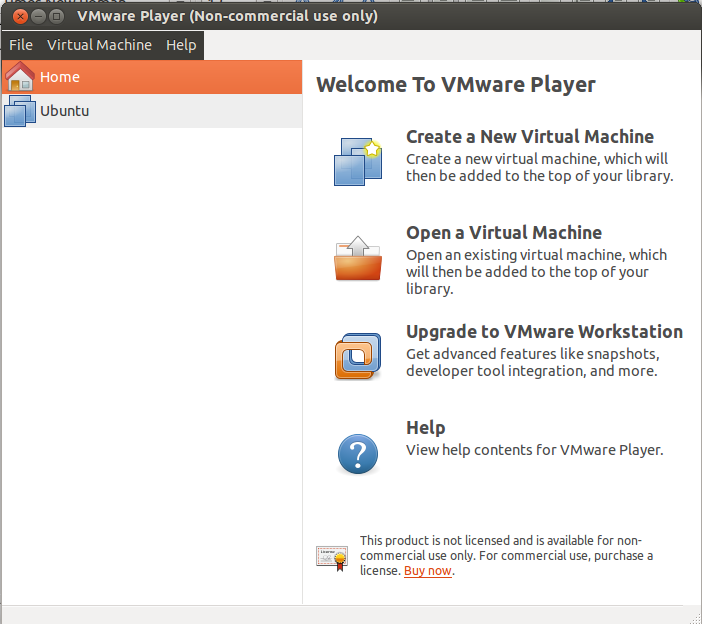 VMware Player (Non-commercial use only)
File Virtual Machine Help
Home
Ubuntu
Welcome To VMware Player
Create a New Virtual Machine
Create a new virtual machine, which will
then be added to the top of your library.
Open a Virtual Machine
Open an existing virtual machine, which
will then be added to the top of your
library.
Upgrade to VMware Workstation
Get advanced features like snapshots,
developer tool integration, and more.
Help
View help contents for VMware Player.
This product is not licensed and is available for non-
commercial use only. For commercial use, purchase a
license. Buy now.